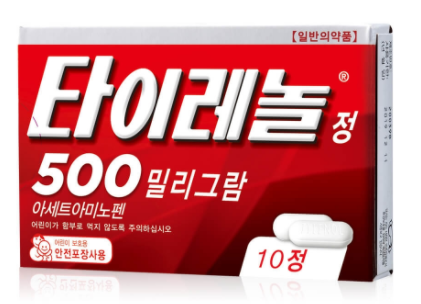 [일반의약품]
타이레놀® 정
500 밀리그람
아세트아미노펜
어린이가 함부로 먹지 않도록 주의하십시오
어린이 보호용
안전포장사용
10정